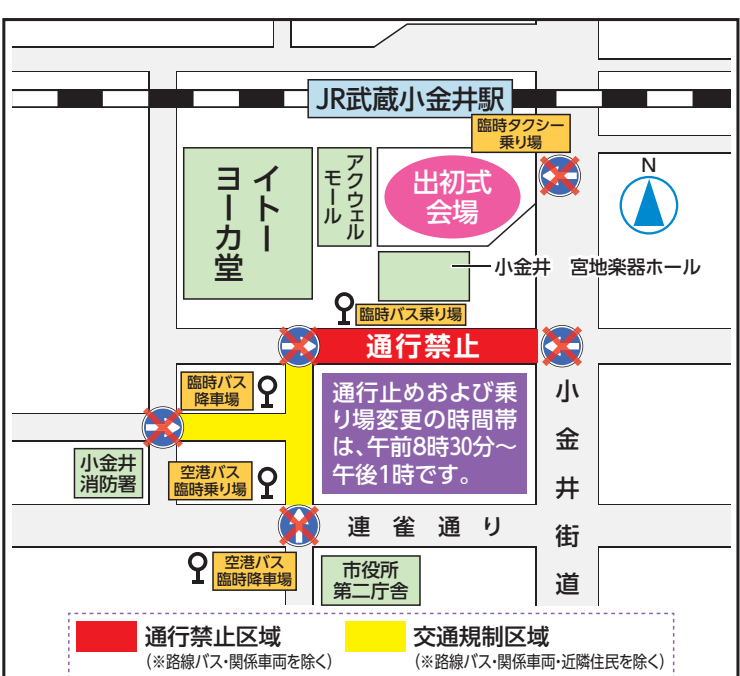 JR武蔵小金井駅
臨時タクシー
乗り場
イトー
ヨーカ堂
アクウェル
モール
出初式
会場
N
小金井　宮地楽器ホール
臨時バス乗り場
通行禁止
臨時バス
降車場
通行止めおよび乗
り場変更の時間帯
は、午前8時30分～
午後1時です。
小金井街道
小金井
消防署
空港バス
臨時乗り場
連雀通り
空港バス
臨時降車場
市役所
第二庁舎
通行禁止区域
（※路線バス・関係車両を除く）
交通規制区域
（※路線バス・関係車両・近隣住民を除く）